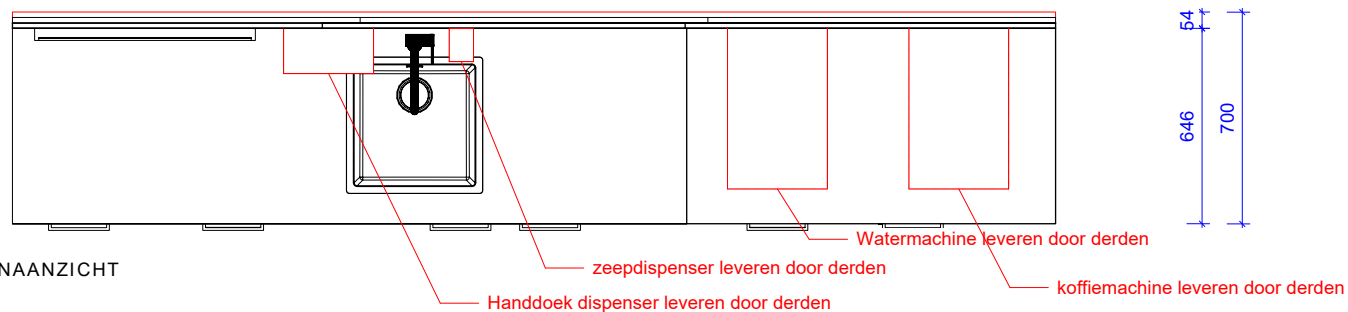 54
646
700
Watermachine leveren door derden
zeepdispenser leveren door derden
NAANZICHT
koffiemachine leveren door derden
Handdoek dispenser leveren door derden